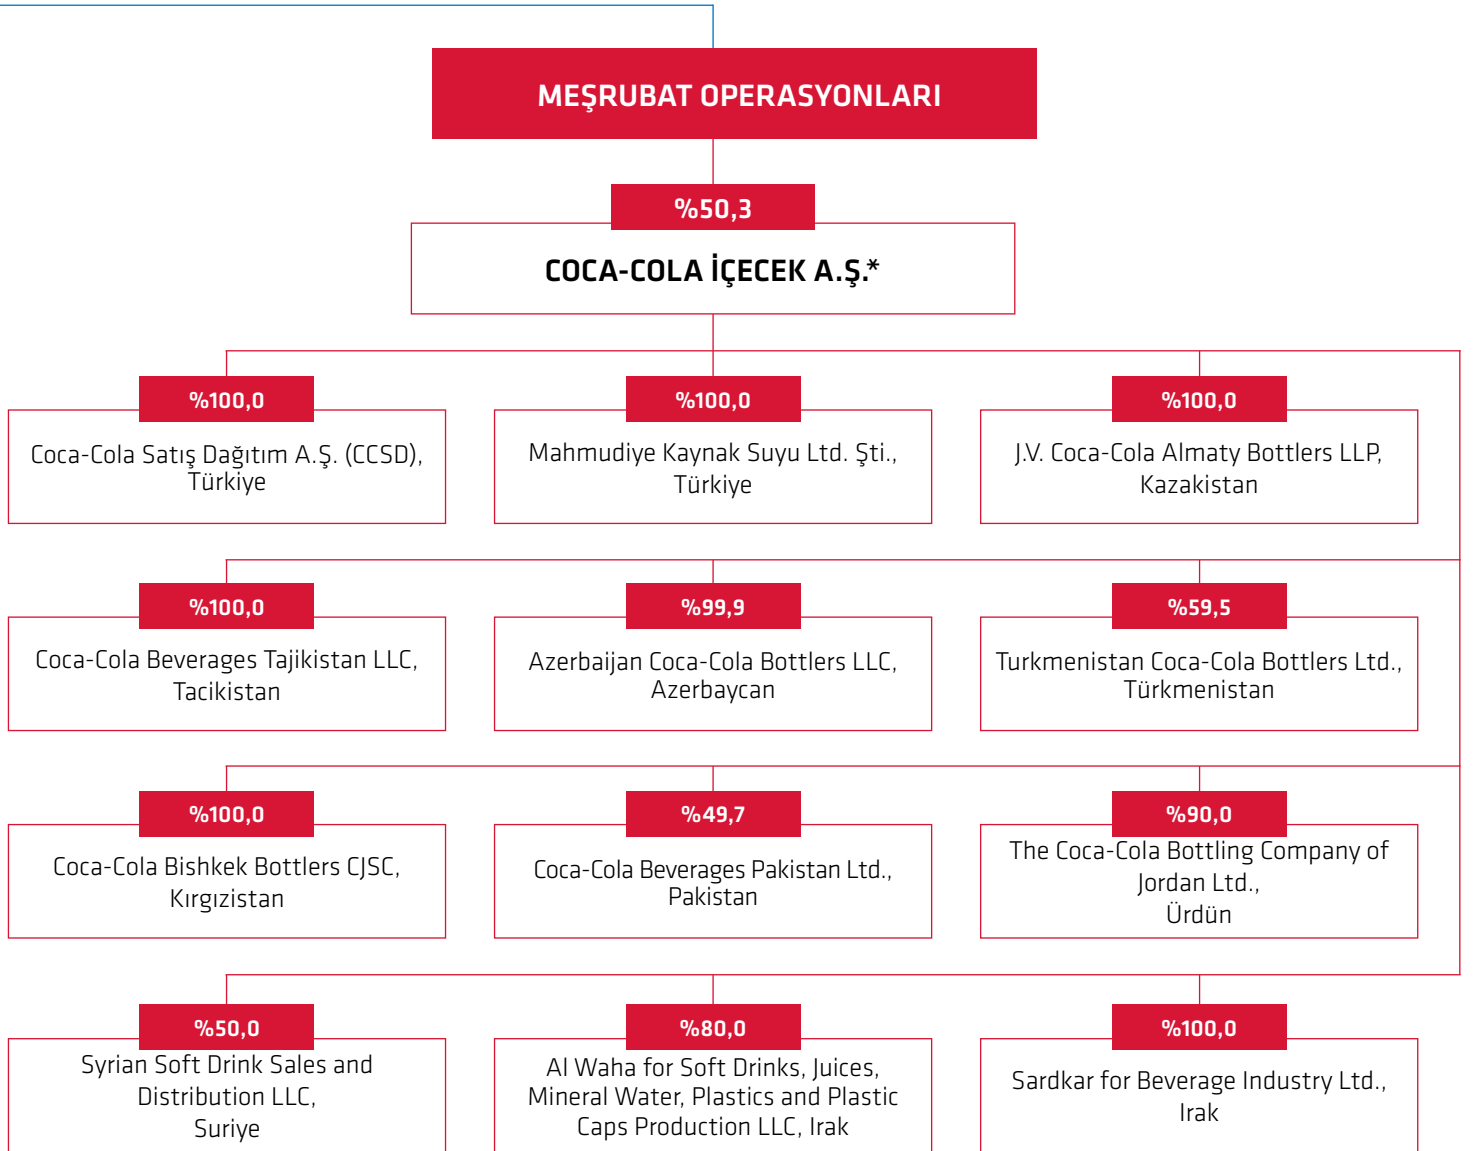 MEŞRUBAT OPERASYONLARI
%50,3
COCA-COLA İÇECEK A.Ş.*
%100,0
Coca-Cola Satış Dağıtım A.Ş. (CCSD),
Türkiye
%100,0
Mahmudiye Kaynak Suyu Ltd. Şti.,
Türkiye
%100,0
J.V. Coca-Cola Almaty Bottlers LLP,
Kazakistan
%100,0
Coca-Cola Beverages Tajikistan LLC,
Tacikistan
%99,9
Azerbaijan Coca-Cola Bottlers LLC,
Azerbaycan
%59,5
Turkmenistan Coca-Cola Bottlers Ltd.,
Türkmenistan
%100,0
Coca-Cola Bishkek Bottlers CJSC,
Kırgızistan
%49,7
Coca-Cola Beverages Pakistan Ltd.,
Pakistan
%90,0
The Coca-Cola Bottling Company of
Jordan Ltd.,
Ürdün
%50,0
Syrian Soft Drink Sales and
Distribution LLC,
Suriye
%80,0
Al Waha for Soft Drinks, Juices,
Mineral Water, Plastics and Plastic
Caps Production LLC, Irak
%100,0
Sardkar for Beverage Industry Ltd.,
Irak